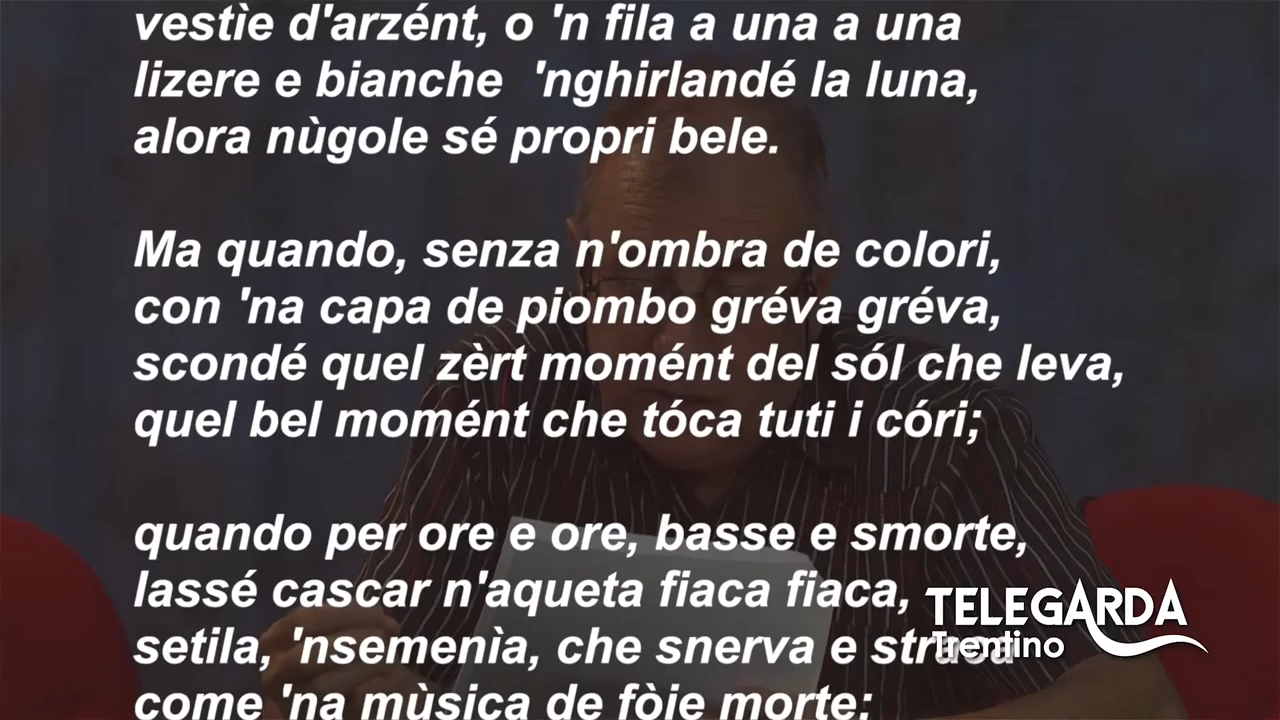 vestìe d'arzént, o 'n fila a una a una
lizere e bianche 'nghirlandé la luna,
alora nùgole sé propri bele.
Ma quando, senza n'ombra de colori,
con 'na capa de piombo gréva gréva,
scondé quel zèrt momént del sól che leva,
quel bel momént che tóca tuti i córi;
quando per ore e ore, basse e smorte,
lassé cascar n'aqueta fiaca fiaca,
setila, 'nsemenìa, che snerva e straca
come 'na mùsica de fòie morte;
TELEGARDA
Trentino